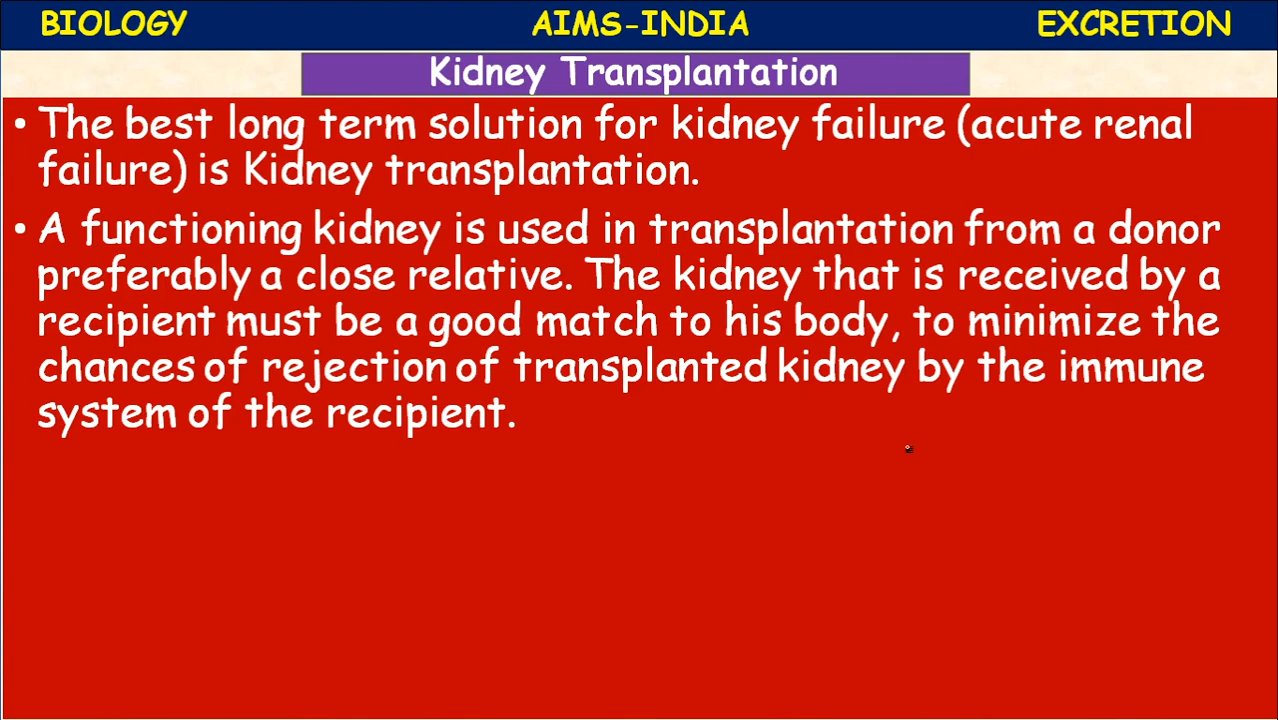 BIOLOGY AIMS-INDIA EXCRETION
Kidney Transplantation
• The best long term solution for kidney failure (acute renal
failure) is Kidney transplantation.
• A functioning kidney is used in transplantation from a donor
preferably a close relative. The kidney that is received by a
recipient must be a good match to his body, to minimize the
chances of rejection of transplanted kidney by the immune
system of the recipient.